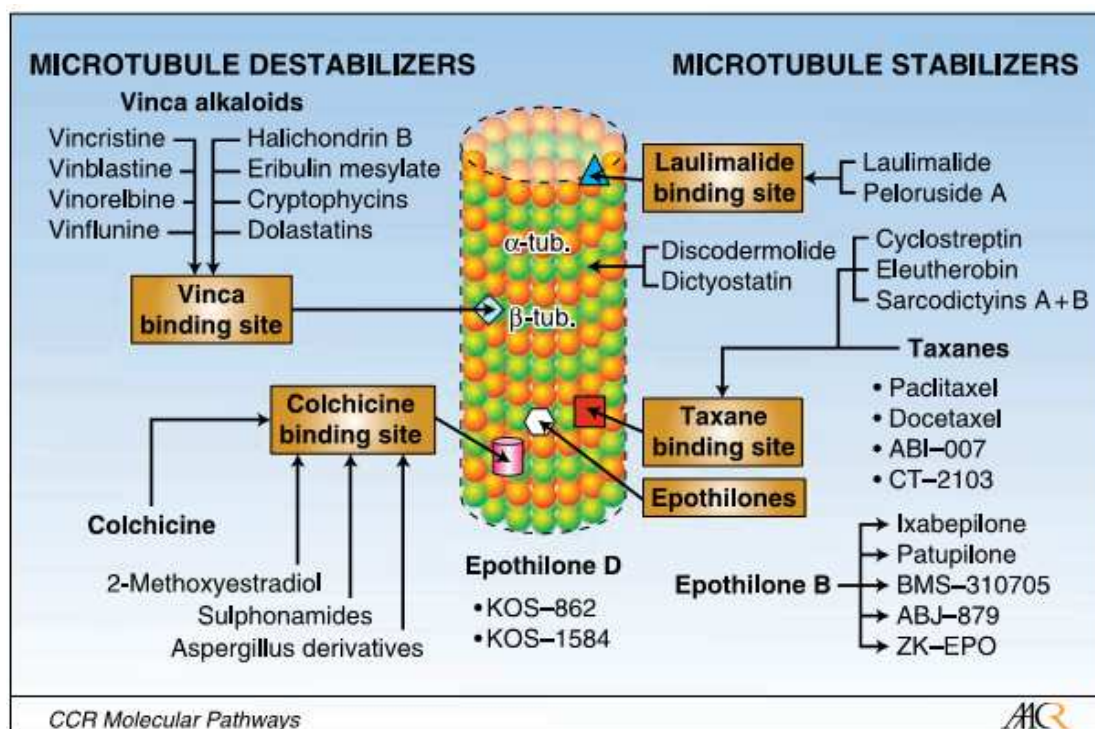 MICROTUBULE DESTABILIZERS
Vinca alkaloids
Vincristine
Vinblastine
Vinorelbine
Vinflunine
Halichondrin B
Eribulin mesylate
Cryptophycins
Dolastatins
Vinca
binding site
Colchicine
binding site
Colchicine
2-Methoxyestradiol
Sulphonamides
Aspergillus derivatives
α-tub.
β-tub.
Epothilone D
• KOS–862
• KOS–1584
MICROTUBULE STABILIZERS
Laulimalide
binding site
Laulimalide
Peloruside A
Discodermolide
Dictyostatin
Cyclostreptin
Eleutherobin
Sarcodictyins A+B
Taxanes
• Paclitaxel
• Docetaxel
• ABI–007
• CT–2103
Taxane
binding site
Epothilones
Epothilone B
Ixabepilone
Patupilone
BMS–310705
ABJ–879
ZK–EPO
CCR Molecular Pathways
AACR